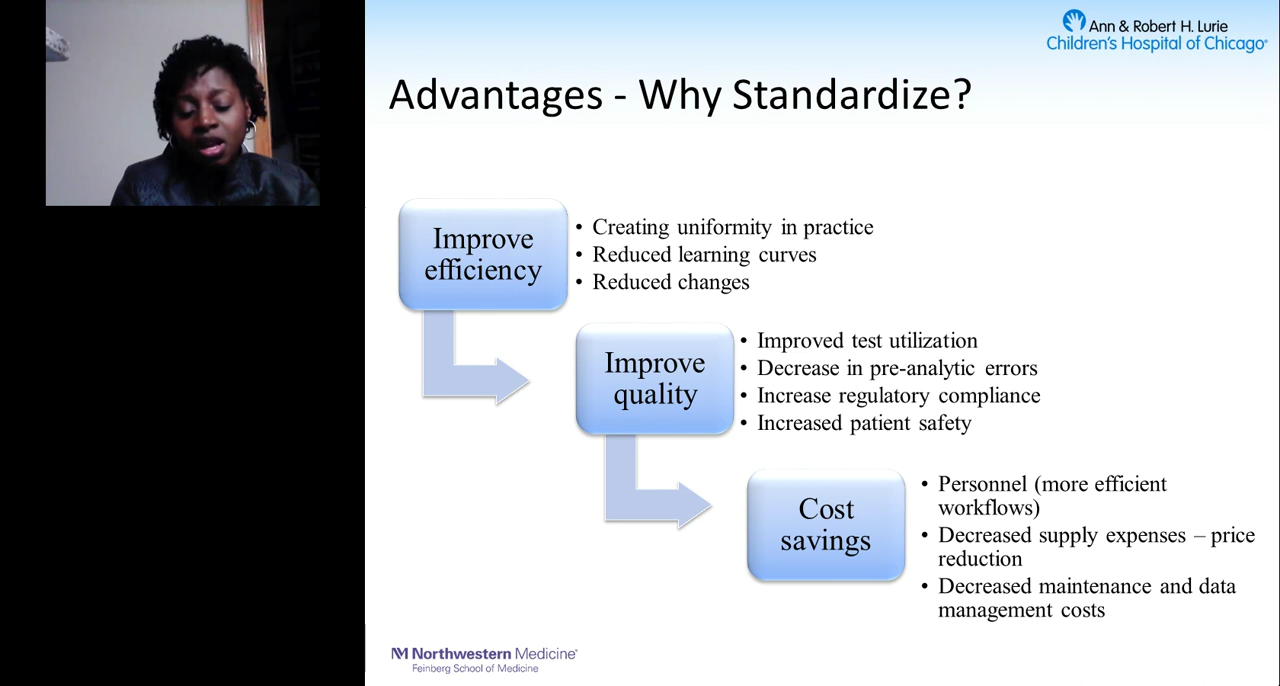 Ann & Robert H. Lurie
Children's Hospital of Chicago®
Advantages - Why Standardize?
Improve
efficiency
• Creating uniformity in practice
• Reduced learning curves
• Reduced changes
Improve
quality
• Improved test utilization
• Decrease in pre-analytic errors
• Increase regulatory compliance
• Increased patient safety
Cost
savings
• Personnel (more efficient
workflows)
• Decreased supply expenses – price
reduction
• Decreased maintenance and data
management costs
Northwestern Medicine®
Feinberg School of Medicine